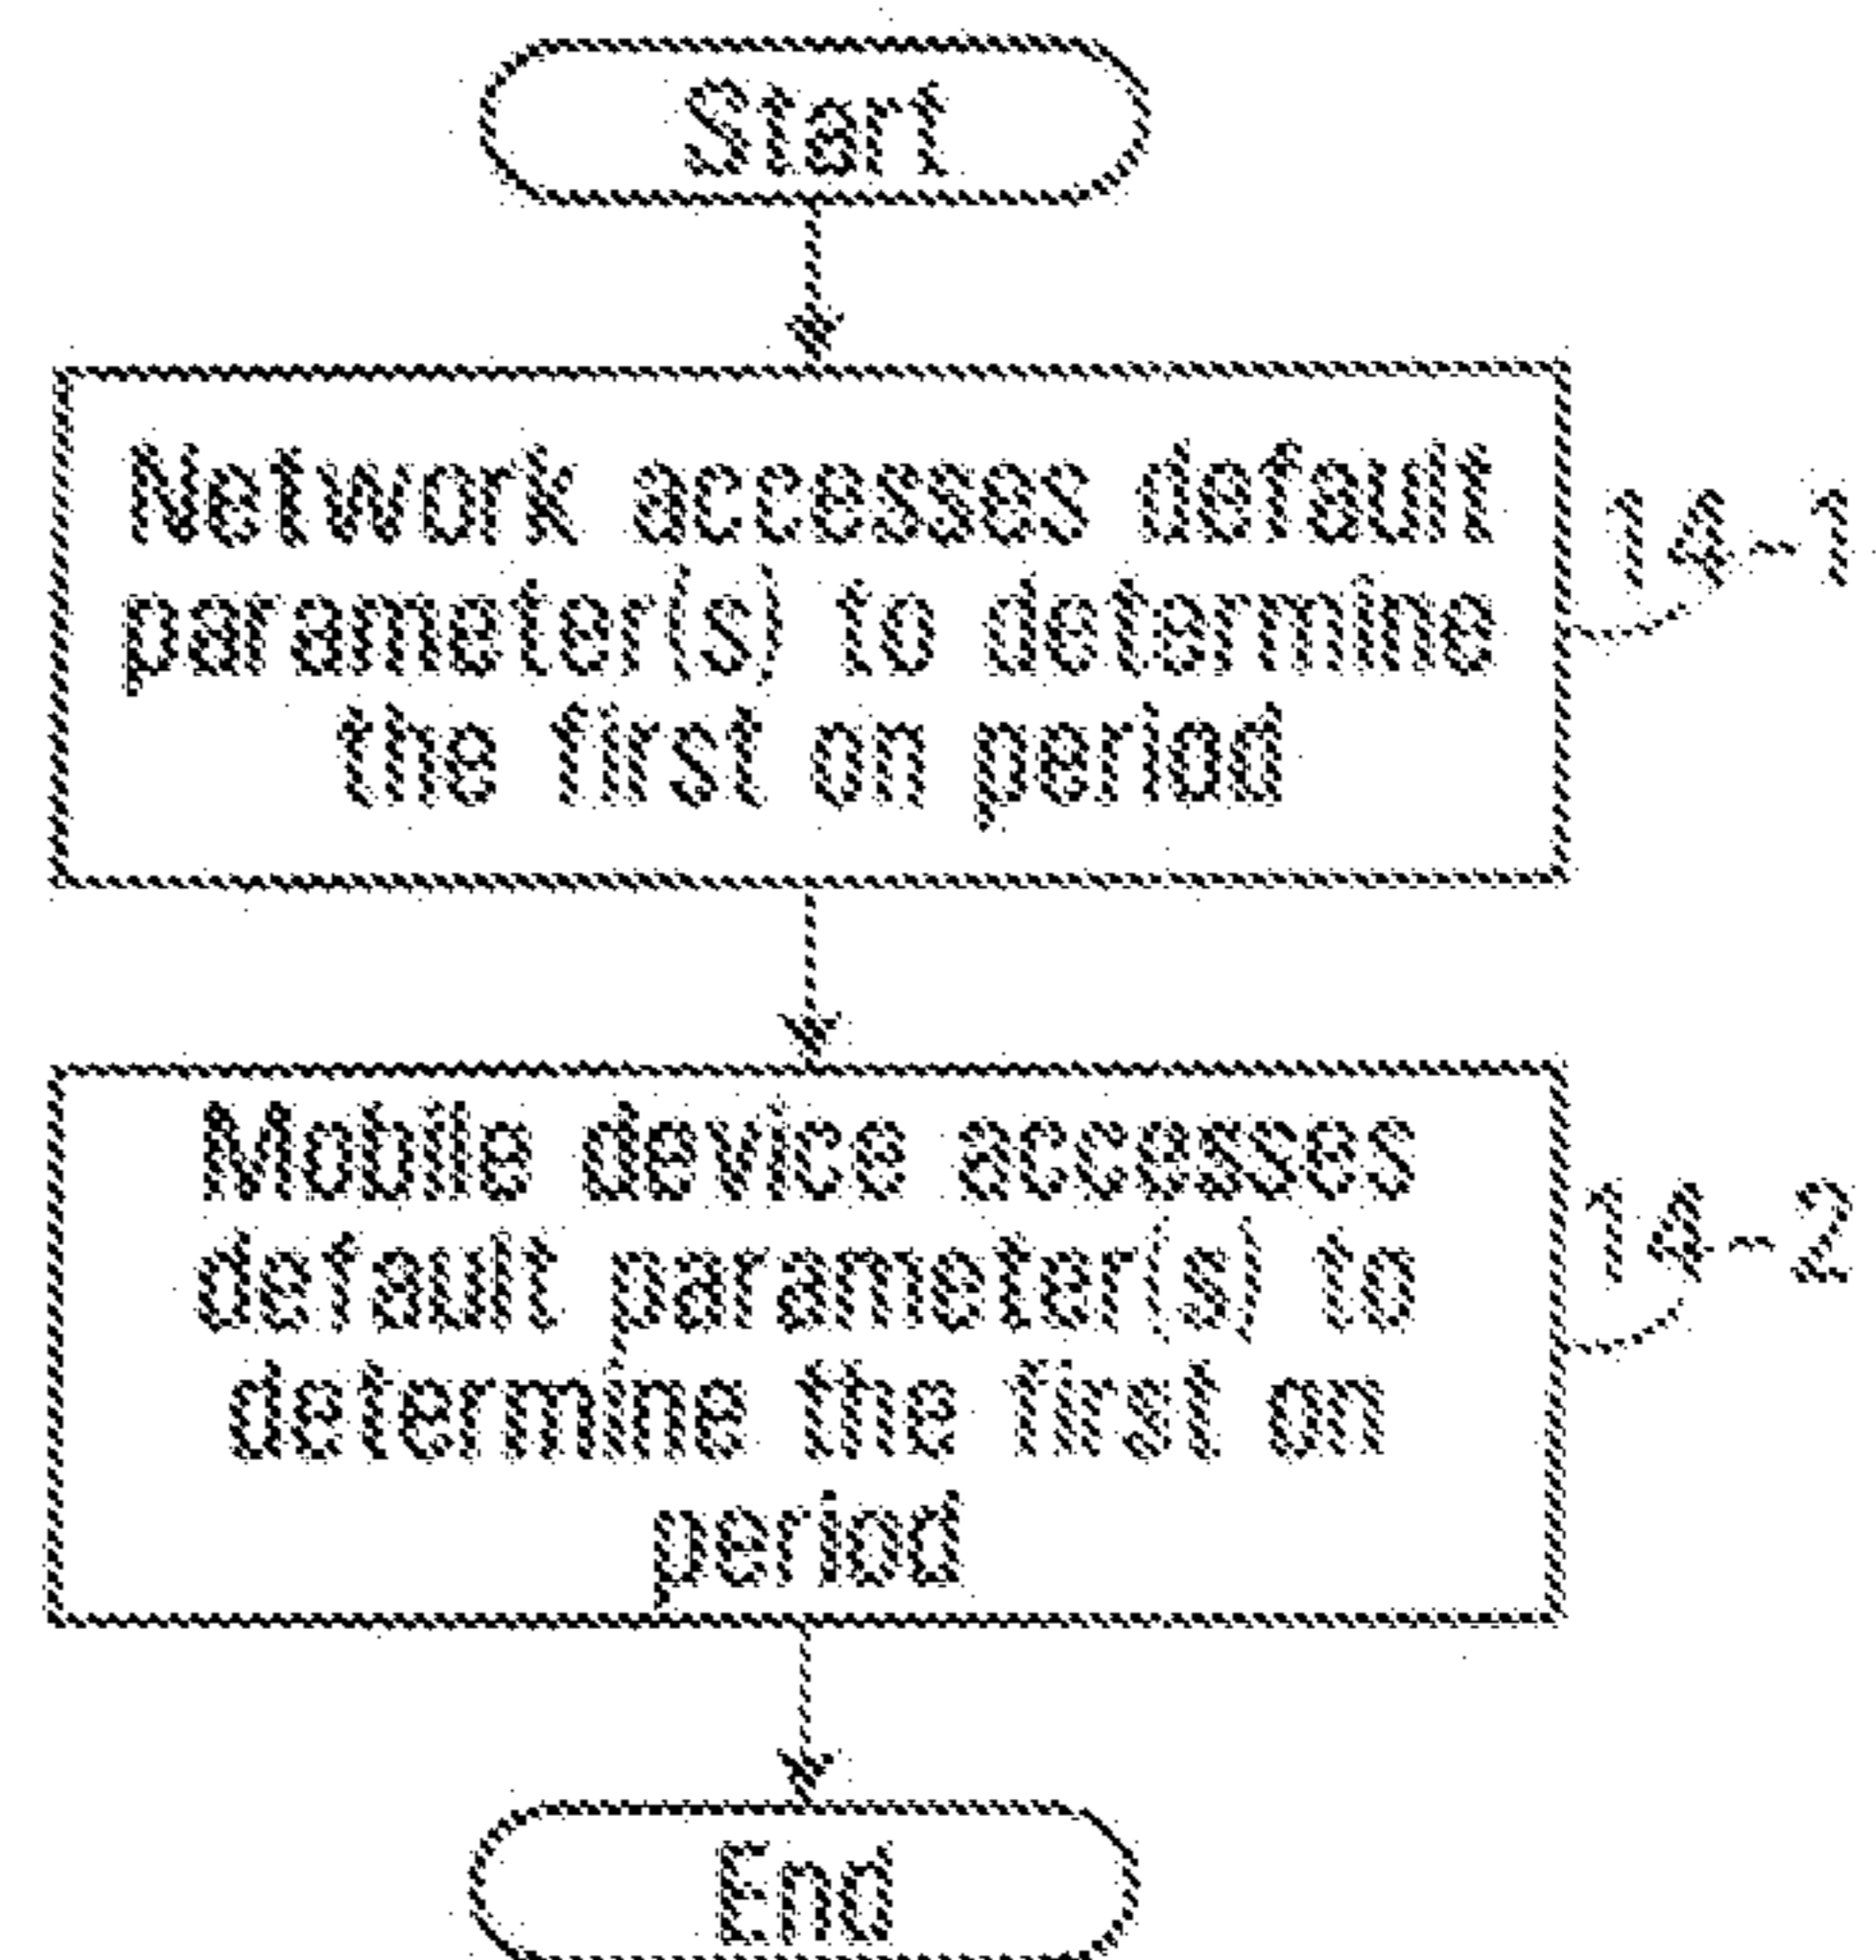 Start
Network accesses default
parameter(s) to determine
the first on period
14-1
Mobile device accesses
default parameter(s) to
determine the first on
period
14-2
End